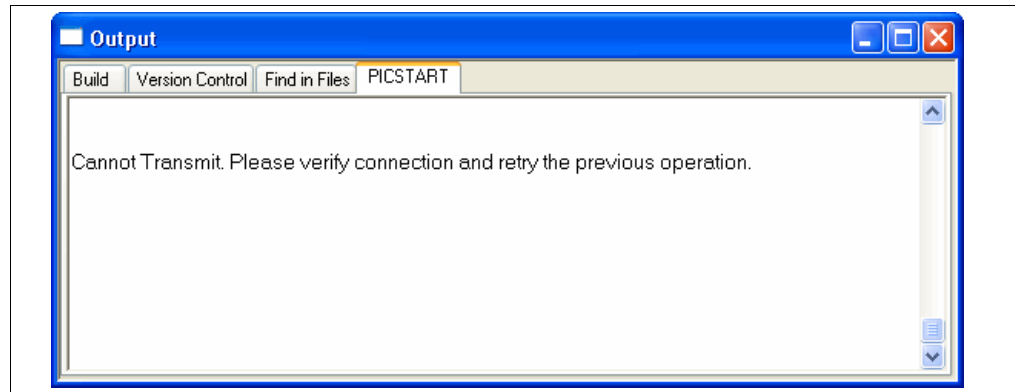 Output
Build Version Control Find in Files PICSTART
Cannot Transmit. Please verify connection and retry the previous operation.